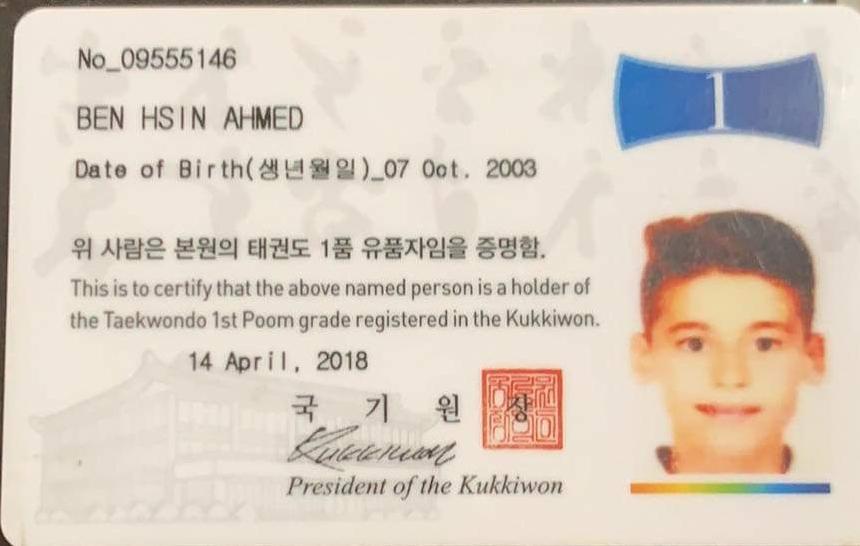 No_09555146
1
BEN HSIN AHMED
Date of Birth(생년월일)_07 Oct. 2003
위 사람은 본원의 태권도 1품 유품자임을 증명함.
This is to certify that the above named person is a holder of
the Taekwondo 1st Poom grade registered in the Kukkiwon.
14 April, 2018
국 기 원 장
Kukkiwon
President of the Kukkiwon